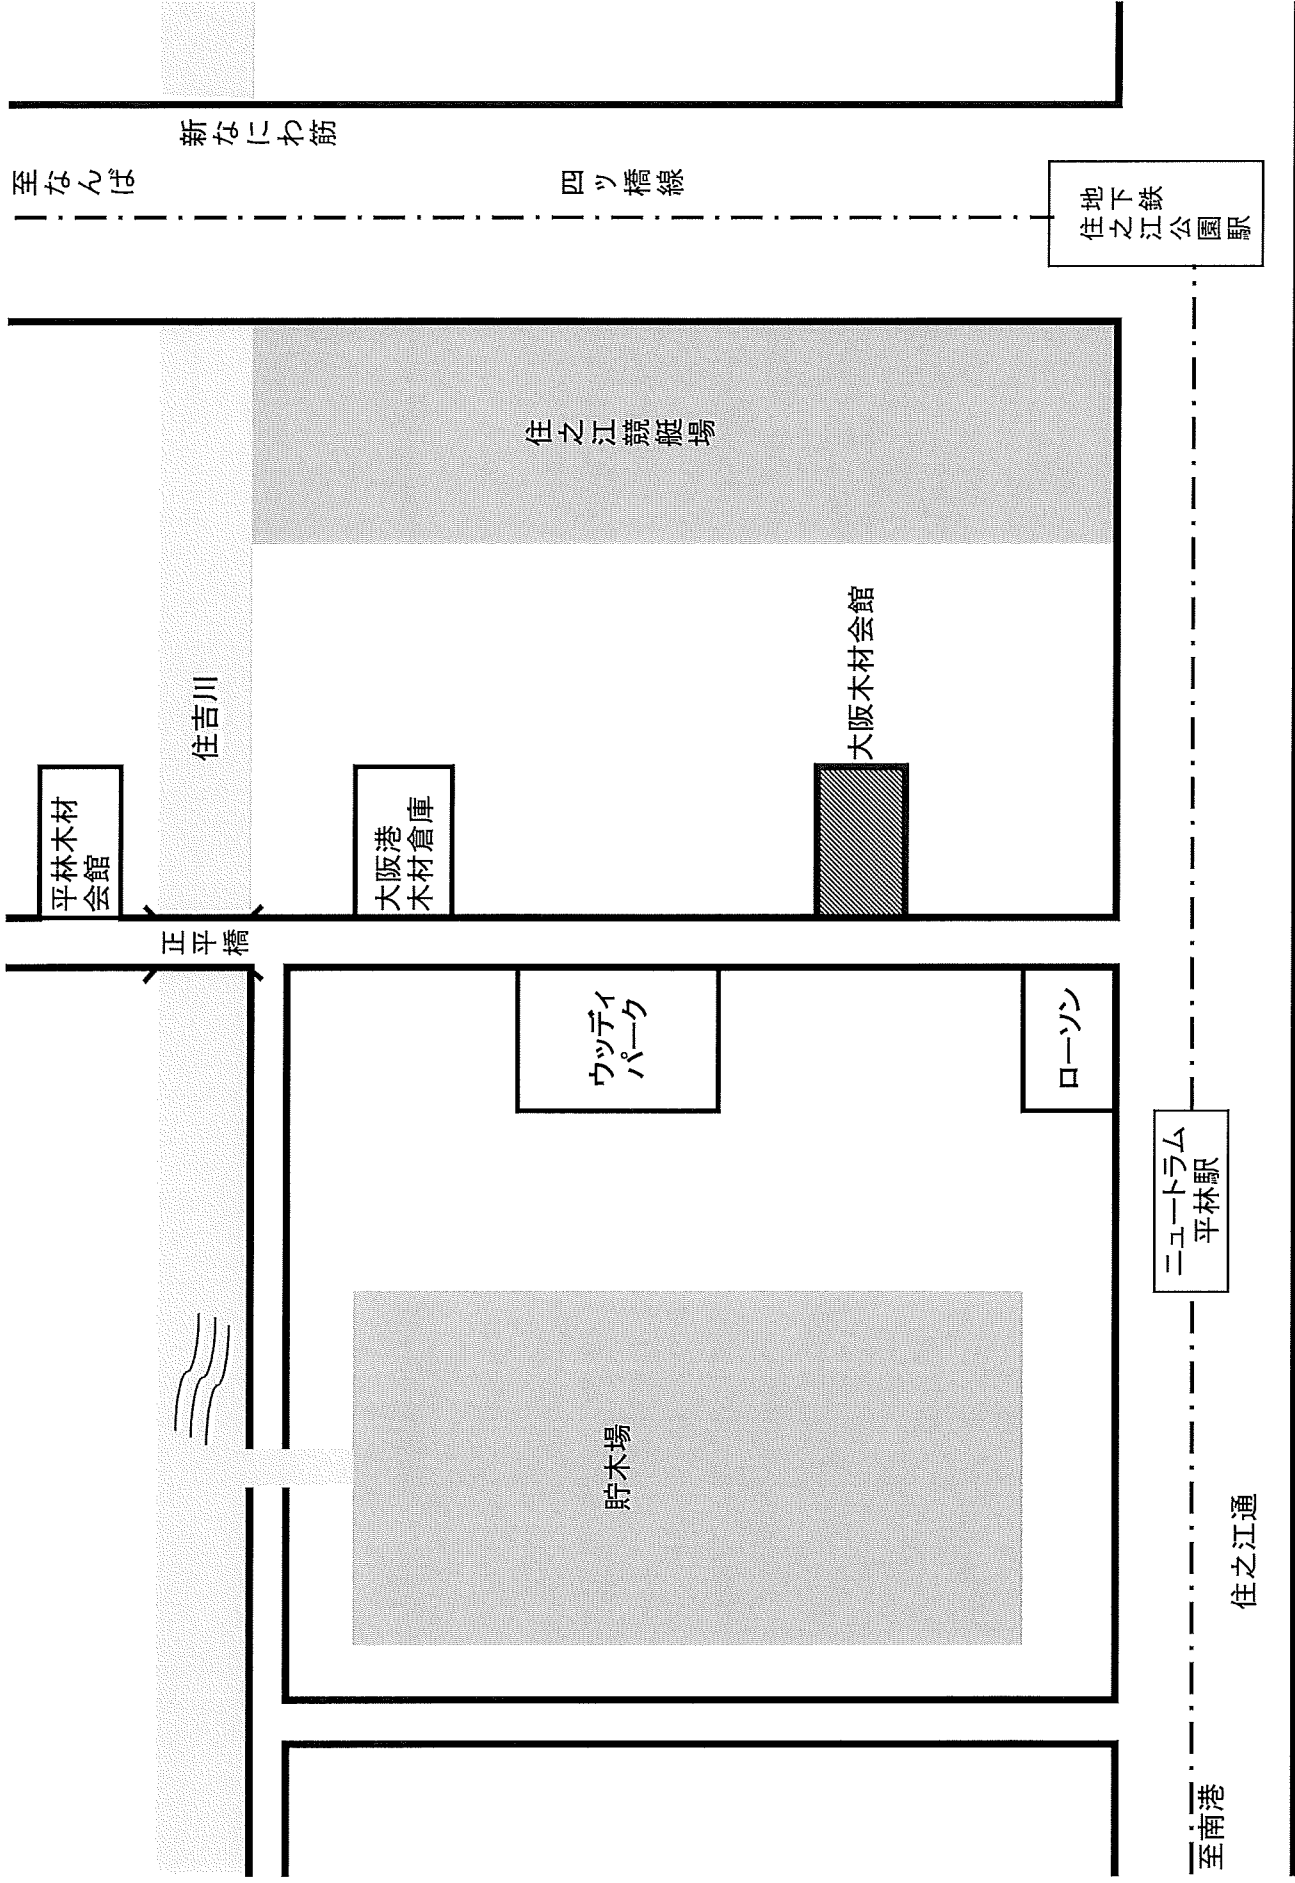 至なんば
新なにわ筋
四ツ橋線
地下鉄
住之江公園駅
住之江競艇場
住吉川
平林木材
会館
大阪港
木材倉庫
大阪木材会館
正平橋
ウッディ
パーク
ローソン
ニュートラム
平林駅
貯木場
住之江通
至南港